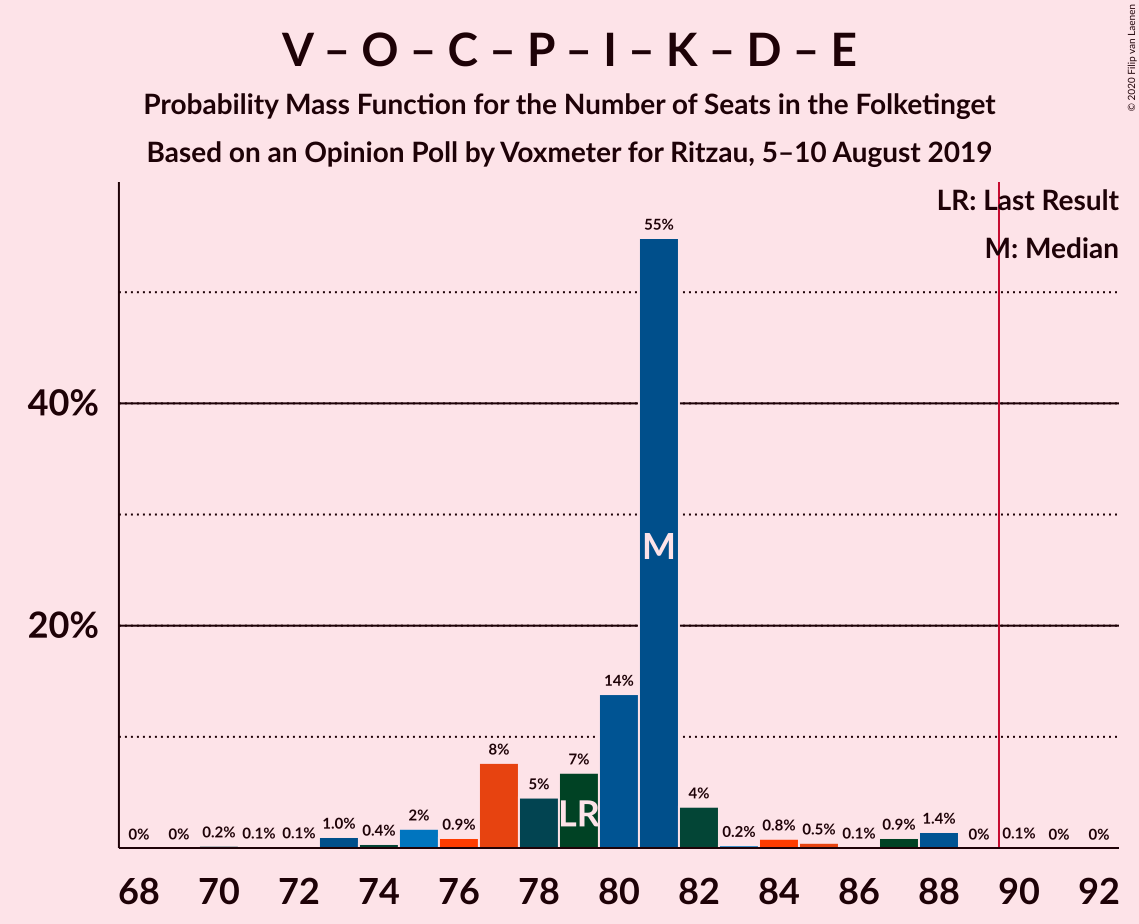 V – O – C – P – I – K – D – E
Probability Mass Function for the Number of Seats in the Folketinget
Based on an Opinion Poll by Voxmeter for Ritzau, 5–10 August 2019
© 2020 Filip van Laenen
LR: Last Result
M: Median
55%
40%
M
20%
14%
8%
7%
5%
4%
LR
2%
1.0%
0.4%
0.9%
0% 0% 0.2% 0.1% 0.1%
0.2% 0.8% 0.5% 0.1% 0.9% 1.4% 0% 0.1% 0% 0%
68 70 72 74 76 78 80 82 84 86 88 90 92